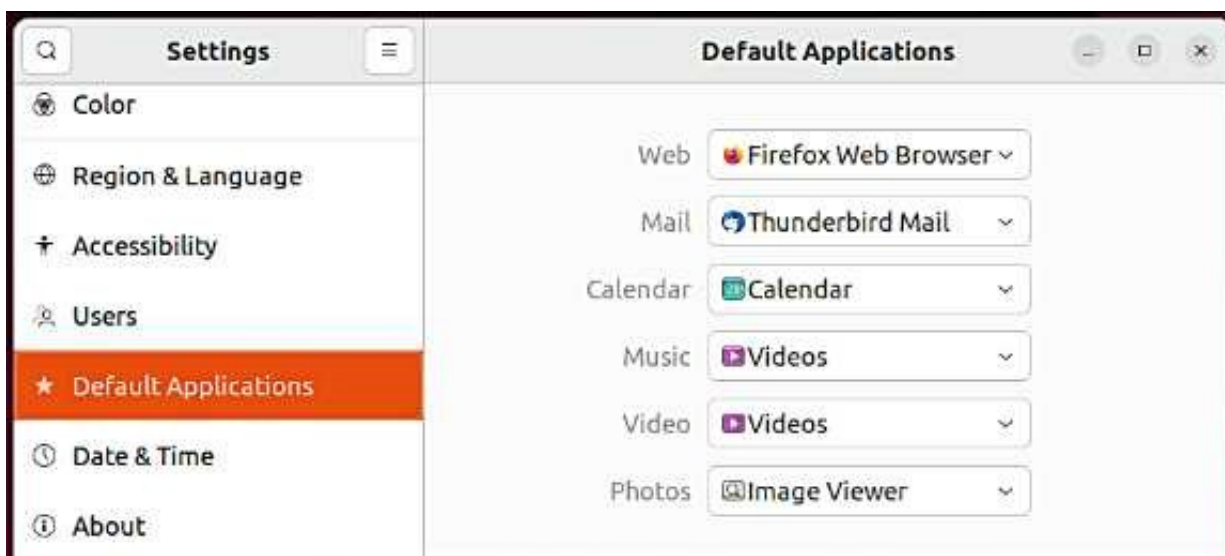 Settings
Default Applications
Color
Region & Language
Accessibility
Users
Default Applications
Date & Time
About
Web Firefox Web Browser
Mail Thunderbird Mail
Calendar Calendar
Music Videos
Video Videos
Photos Image Viewer